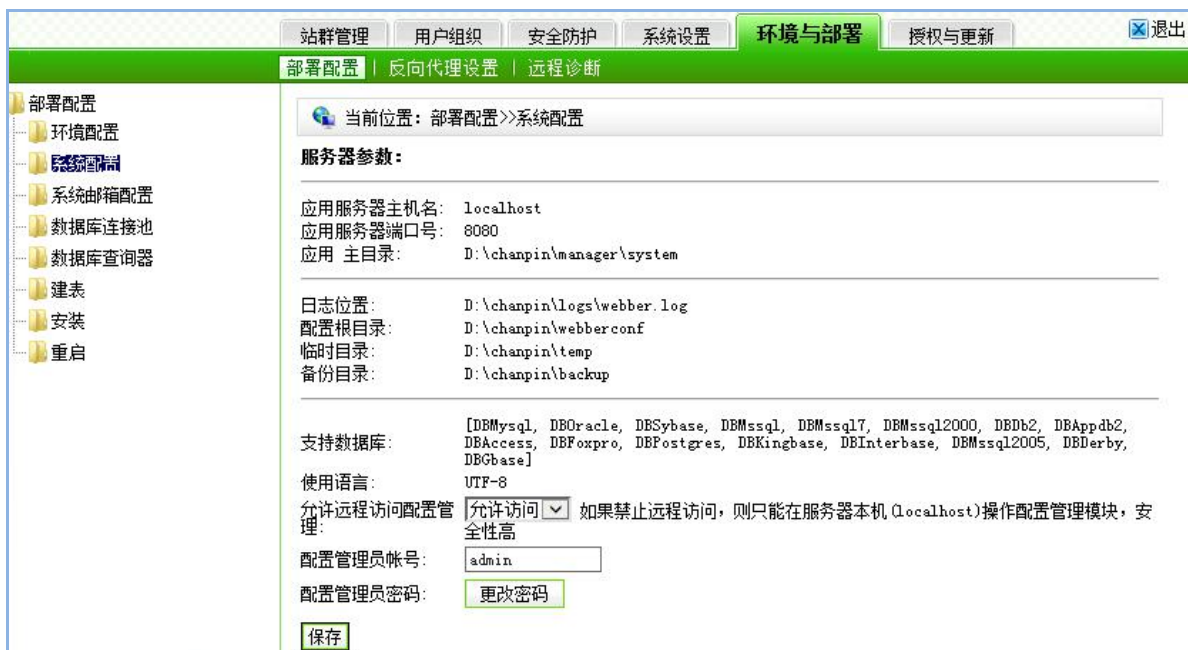 站群管理 用户组织 安全防护 系统设置 环境与部署 授权与更新 退出
部署配置 | 反向代理设置 | 远程诊断
部署配置
环境配置
系统配置
系统邮箱配置
数据库连接池
数据库查询器
建表
安装
重启
当前位置：部署配置>>系统配置
服务器参数：
应用服务器主机名: localhost
应用服务器端口号: 8080
应用 主目录: D:\chanpin\manager\system
日志位置: D:\chanpin\logs\webber.log
配置根目录: D:\chanpin\webberconf
临时目录: D:\chanpin\temp
备份目录: D:\chanpin\backup
支持数据库: [DBMysql, DBOracle, DBSybase, DBMssql, DBMssql7, DBMssql2000, DBDb2, DBAppdb2,
DBAccess, DBFoxpro, DBPostgres, DBKingbase, DBInterbase, DBMssql2005, DBDerby,
DBGbase]
使用语言: UTF-8
允许远程访问配置管理: 允许访问 如果禁止远程访问，则只能在服务器本机(localhost)操作配置管理模块，安
全性高
配置管理员帐号: admin
配置管理员密码: 更改密码
保存